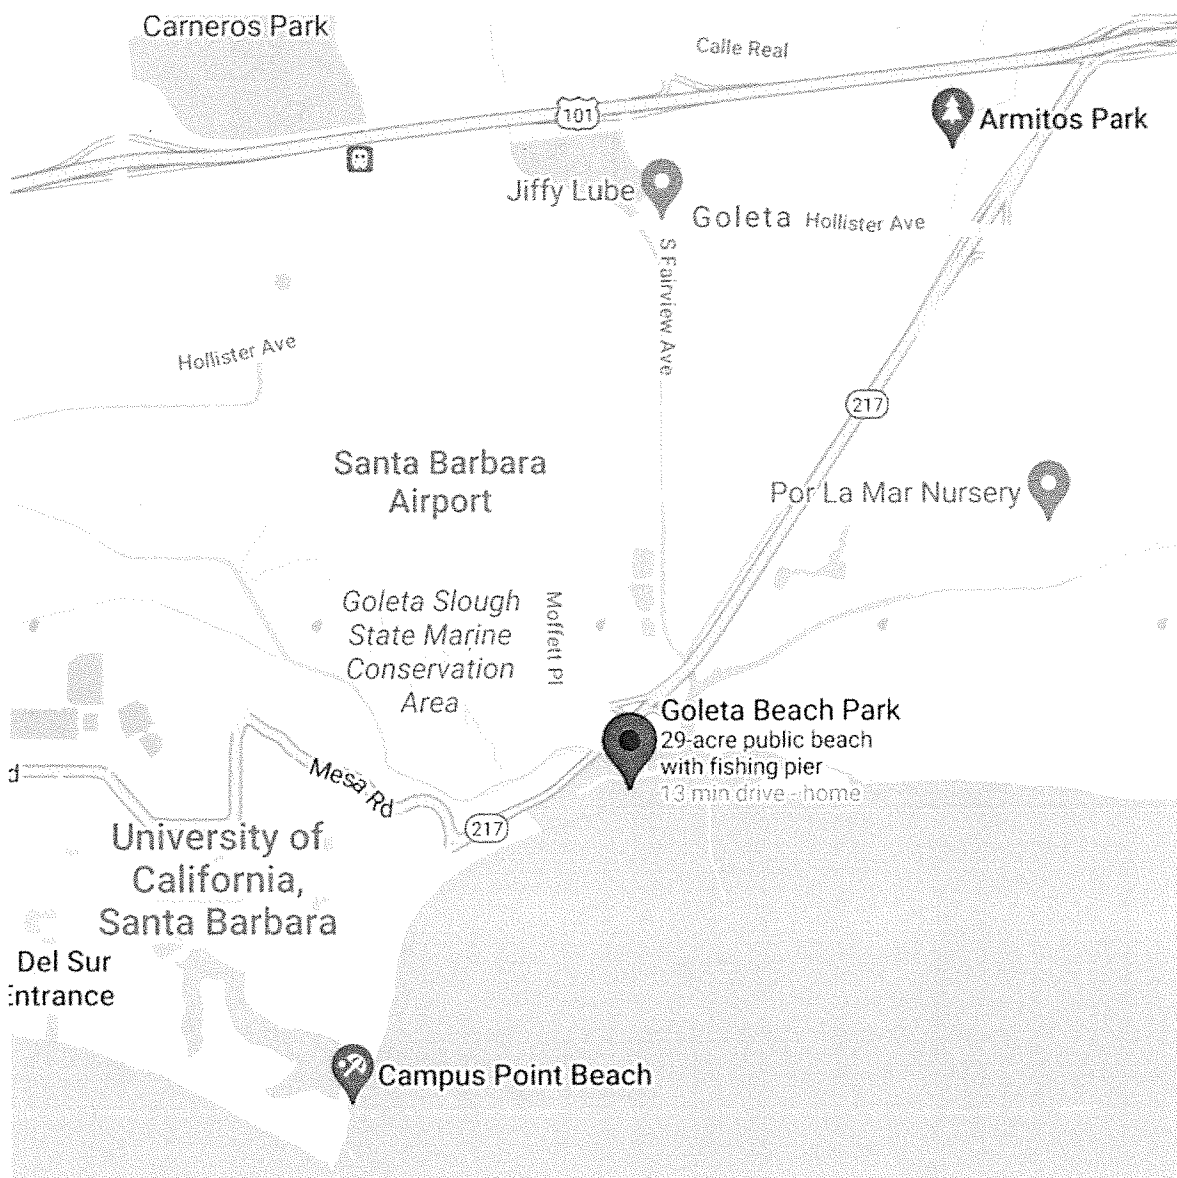 Carneros Park
Calle Real
101
Armitos Park
Jiffy Lube
Goleta
Hollister Ave
S Fairview Ave
Hollister Ave
217
Santa Barbara
Airport
Por La Mar Nursery
Goleta Slough
State Marine
Conservation
Area
Moffett Pl
Goleta Beach Park
29-acre public beach
with fishing pier
13 min drive - home
d
Mesa Rd
217
University of
California,
Santa Barbara
Del Sur
Entrance
Campus Point Beach